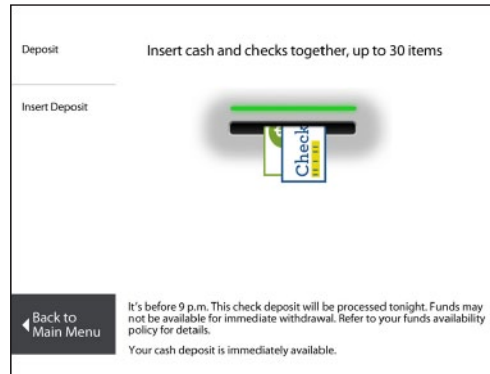 Deposit
Insert cash and checks together, up to 30 items
Insert Deposit
Check
Back to
Main Menu
It's before 9 p.m. This check deposit will be processed tonight. Funds may
not be available for immediate withdrawal. Refer to your funds availability
policy for details.
Your cash deposit is immediately available.